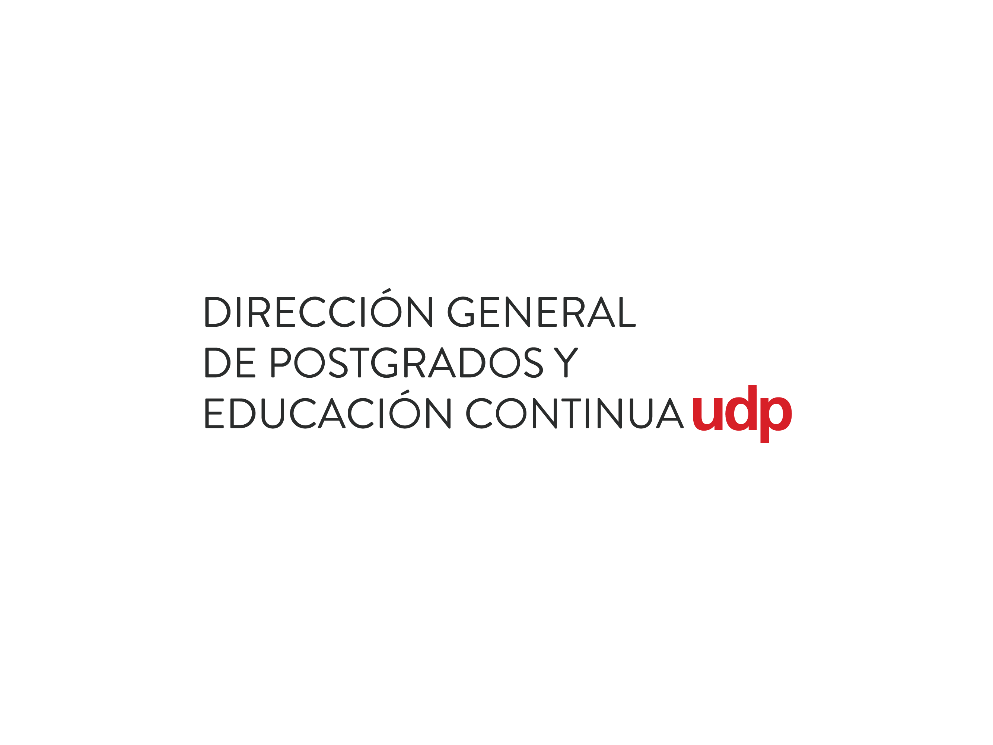 DIRECCIÓN GENERAL
DE POSTGRADOS Y
EDUCACIÓN CONTINUA udp